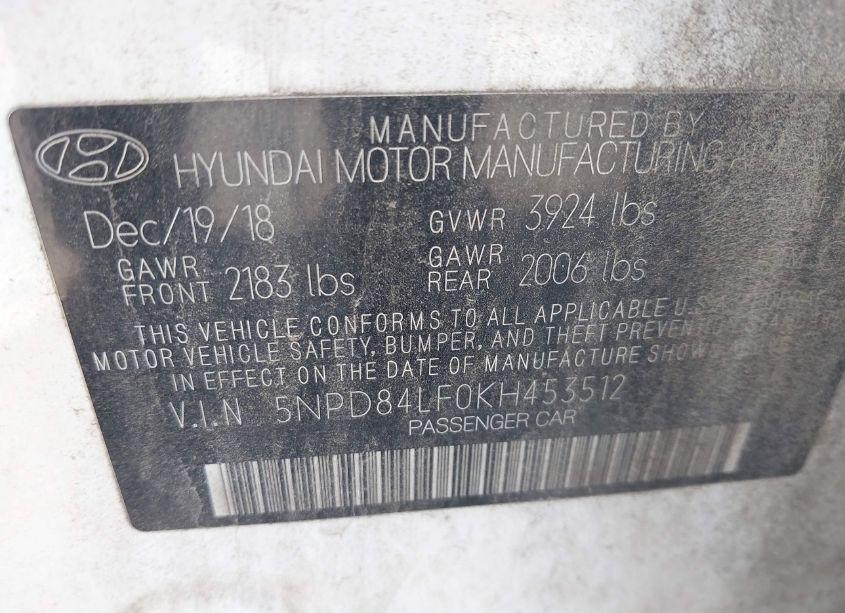 MANUFACTURED BY
HYUNDAI MOTOR MANUFACTURING
Dec/19/18 GVWR 3924 lbs
GAWR FRONT 2183 lbs GAWR REAR 2006 lbs
THIS VEHICLE CONFORMS TO ALL APPLICABLE U.S.
MOTOR VEHICLE SAFETY, BUMPER, AND THEFT PREVENTION
IN EFFECT ON THE DATE OF MANUFACTURE SHOWN
V.I.N 5NPD84LF0KH453512
PASSENGER CAR